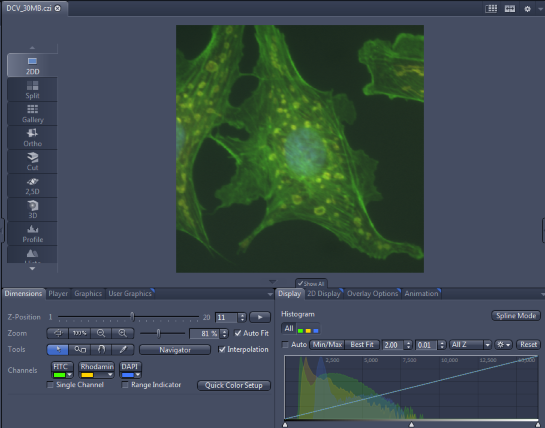 DCV_30MB.czi
2DD
Split
Gallery
Ortho
Cut
2,5D
3D
Profile
Show All
Dimensions Player Graphics User Graphics
Z-Position 1 20 11
Zoom 100% 81 % Auto Fit
Tools Navigator Interpolation
Channels FITC Rhodamin DAPI
Single Channel Range Indicator Quick Color Setup
Display 2D Display Overlay Options Animation
Histogram Spline Mode
All
Auto Min/Max Best Fit 2.00 0.01 All Z Reset
2,500 5,000 7,500 10,000 12,500